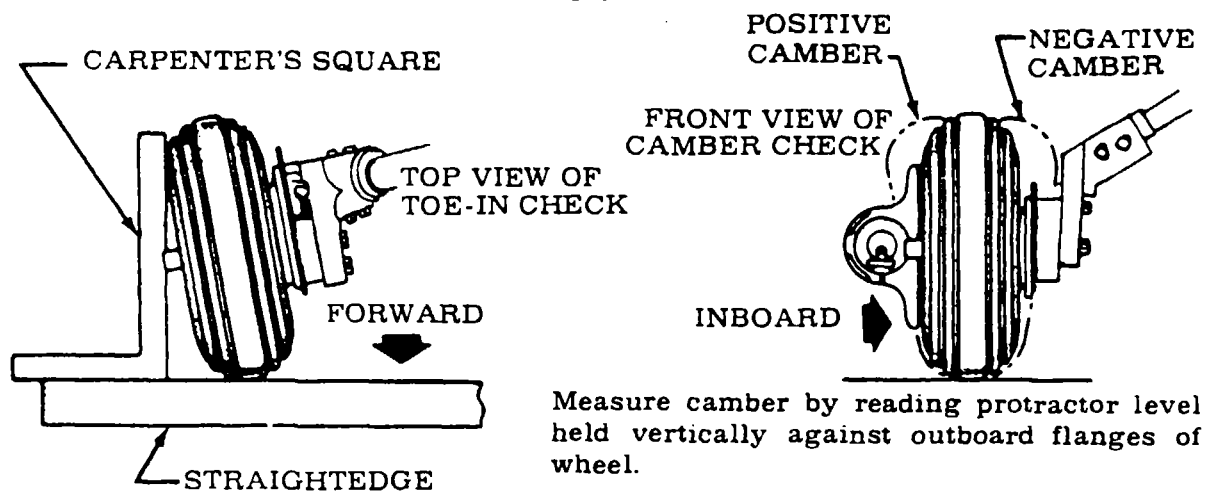 CARPENTER'S SQUARE
TOP VIEW OF
TOE-IN CHECK
FORWARD
STRAIGHTEDGE
POSITIVE
CAMBER
NEGATIVE
CAMBER
FRONT VIEW OF
CAMBER CHECK
INBOARD
Measure camber by reading protractor level
held vertically against outboard flanges of
wheel.